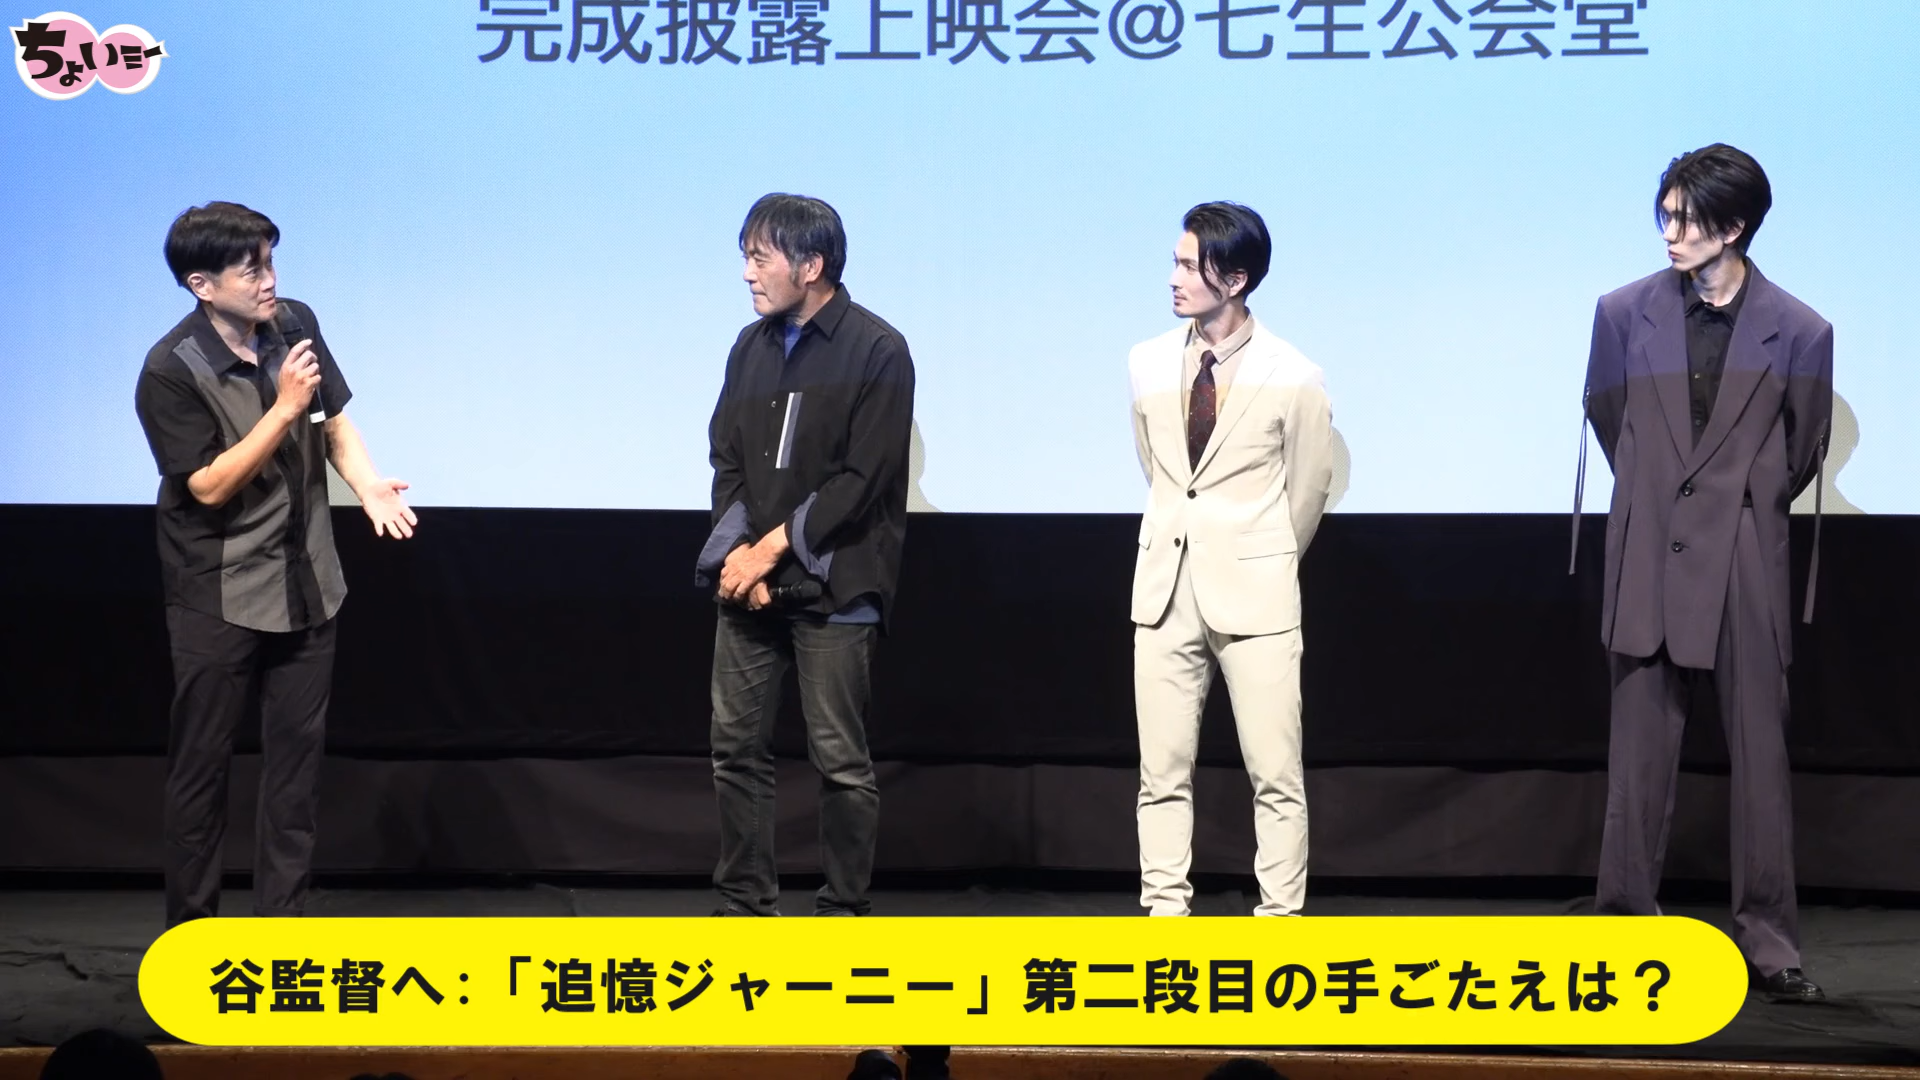 ちょいミー
完成披露上映会@七生公会堂
谷監督へ:「追憶ジャーニー」第二段目の手ごたえは？